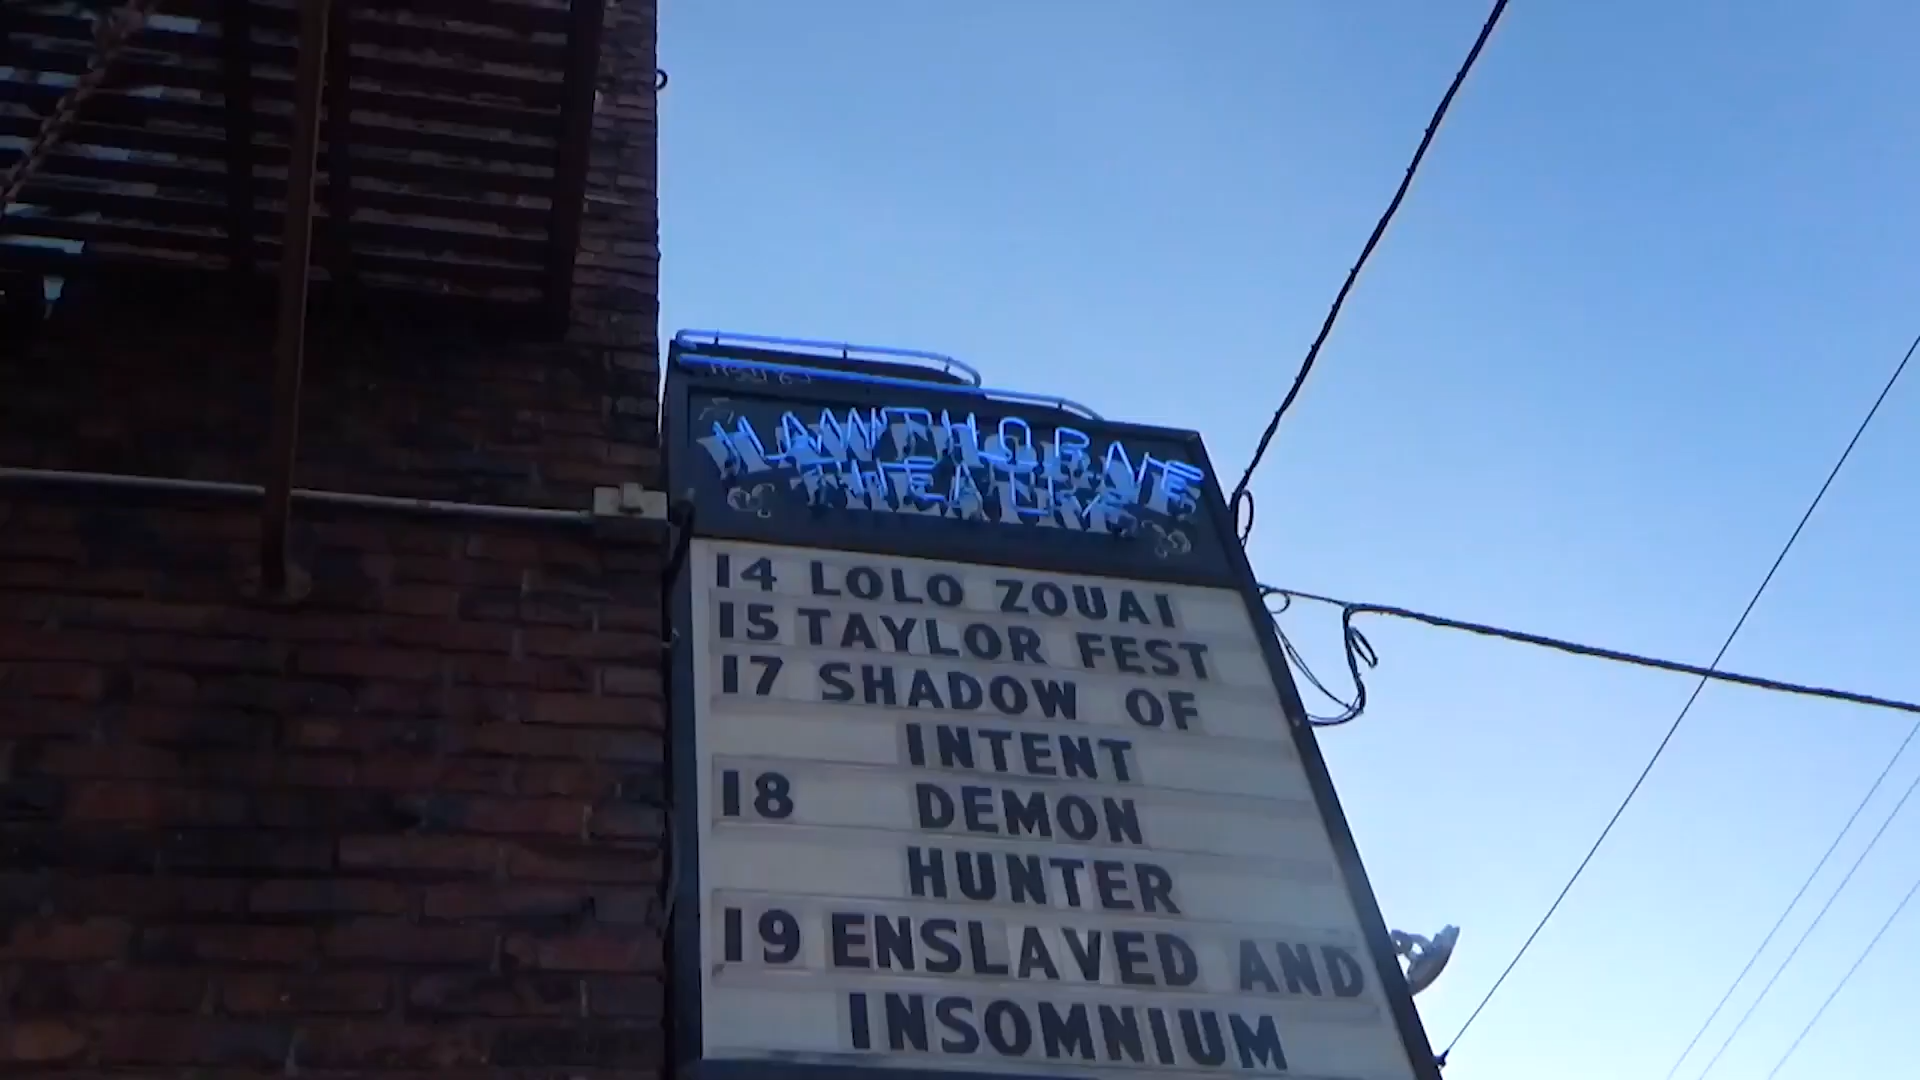 HAWTHORNE
THEATRE
14 LOLO ZOUAI
15 TAYLOR FEST
17 SHADOW OF
INTENT
18 DEMON
HUNTER
19 ENSLAVED AND
INSOMNIUM